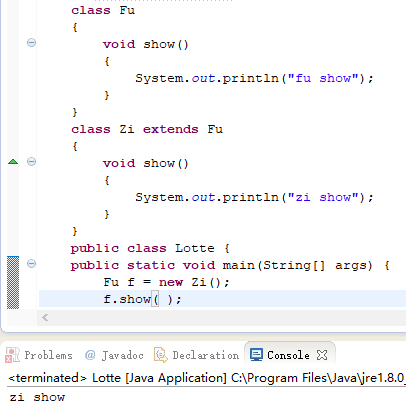 class Fu
{
void show()
{
System.out.println("fu show");
}
}
class Zi extends Fu
{
void show()
{
System.out.println("zi show");
}
}
public class Lotte {
public static void main(String[] args) {
Fu f = new Zi();
f.show( );
Problems @ Javadoc Declaration Console
<terminated> Lotte [Java Application] C:\Program Files\Java\jre1.8.0_
zi show